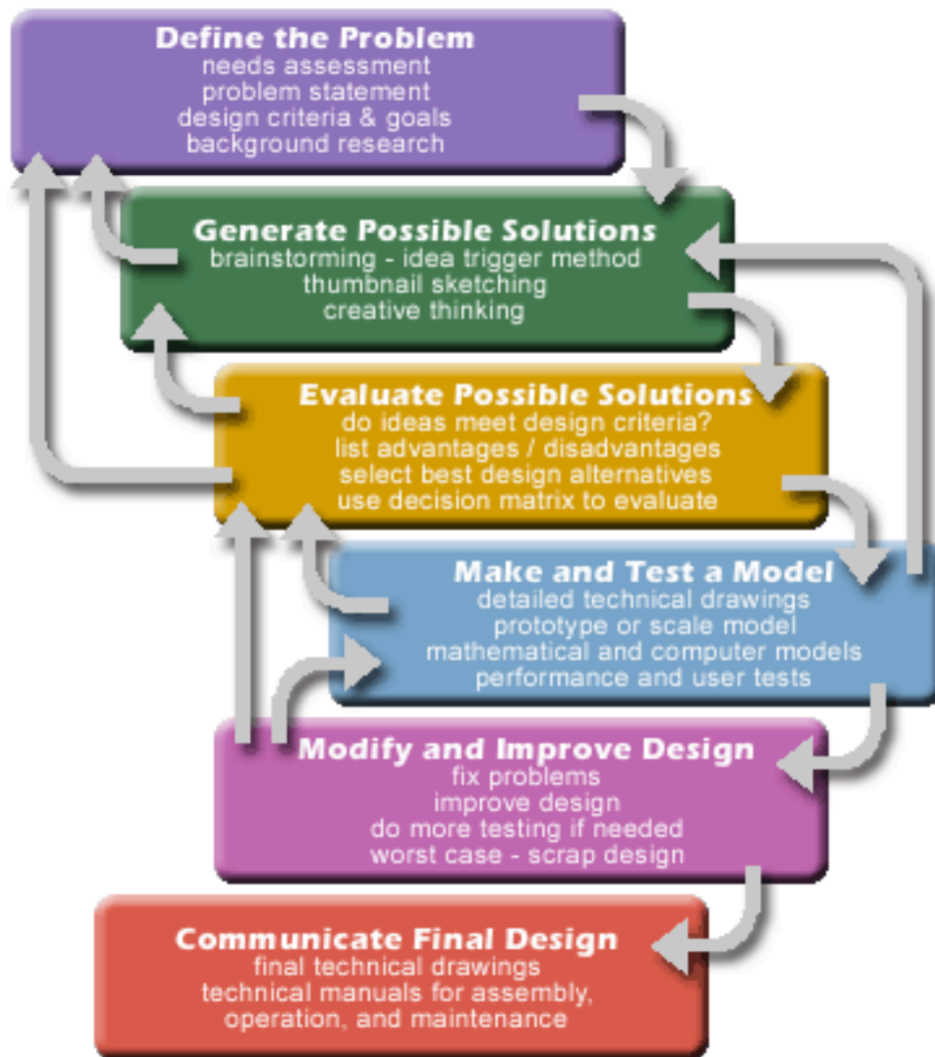 Define the Problem
needs assessment
problem statement
design criteria & goals
background research
Generate Possible Solutions
brainstorming - idea trigger method
thumbnail sketching
creative thinking
Evaluate Possible Solutions
do ideas meet design criteria?
list advantages / disadvantages
select best design alternatives
use decision matrix to evaluate
Make and Test a Model
detailed technical drawings
prototype or scale model
mathematical and computer models
performance and user tests
Modify and Improve Design
fix problems
improve design
do more testing if needed
worst case - scrap design
Communicate Final Design
final technical drawings
technical manuals for assembly,
operation, and maintenance